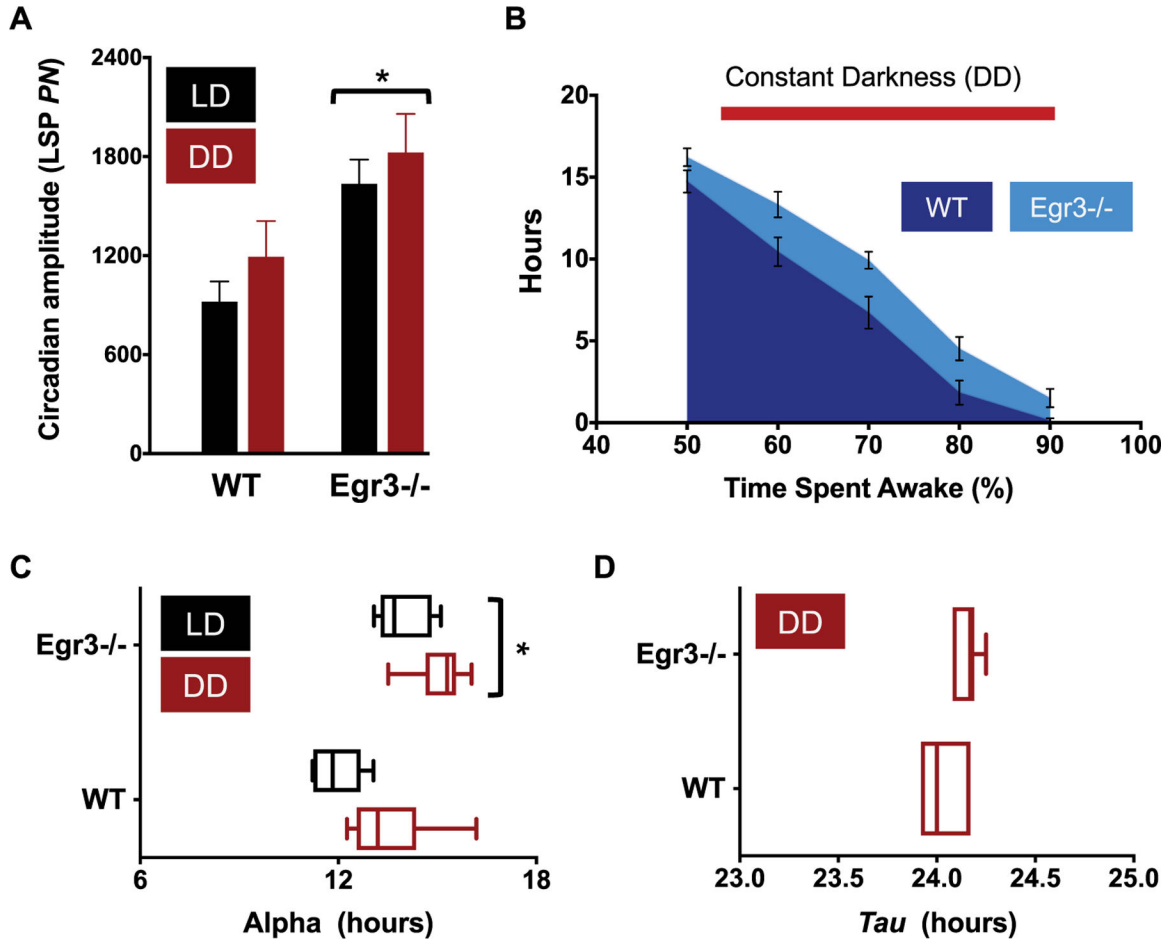 A
Circadian amplitude (LSP PN)
2400
1800
1200
600
0
LD
DD
*
WT
Egr3-/-
B
Constant Darkness (DD)
Hours
20
15
10
5
0
WT
Egr3-/-
40
50
60
70
80
90
100
Time Spent Awake (%)
C
LD
DD
Egr3-/-
WT
*
6
12
18
Alpha (hours)
D
DD
Egr3-/-
WT
23.0
23.5
24.0
24.5
25.0
Tau (hours)